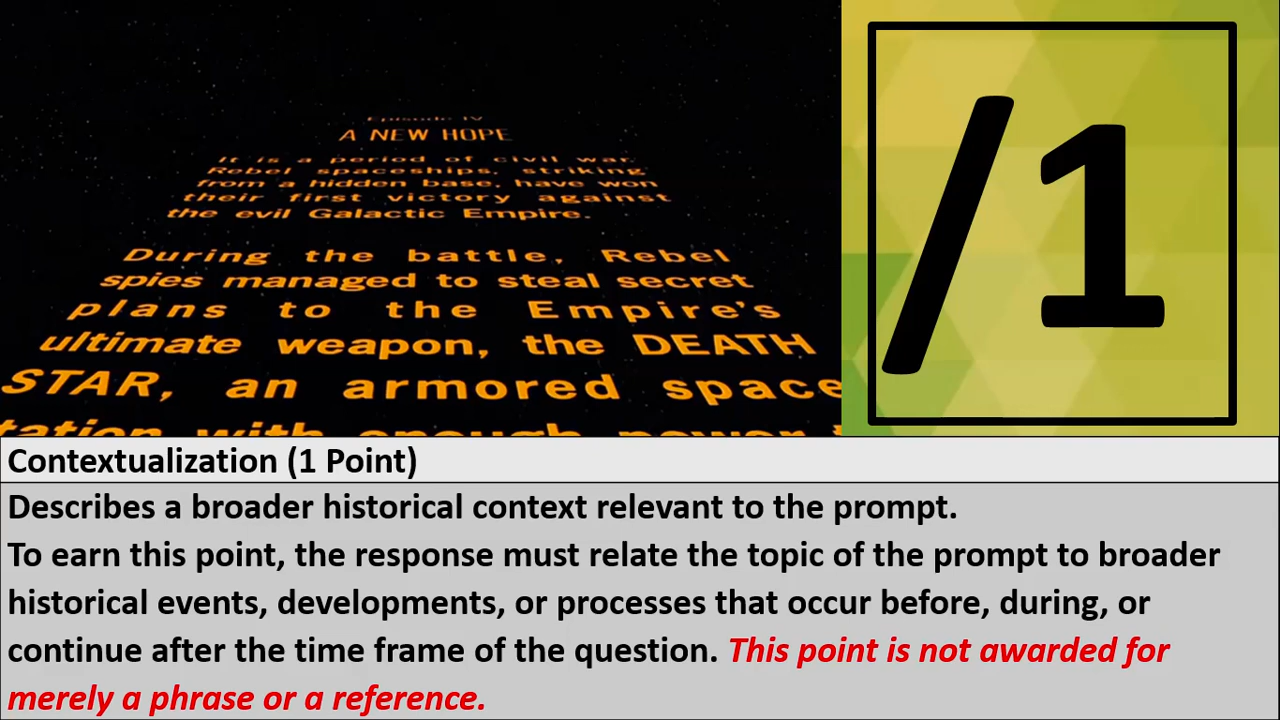 Episode IV
A NEW HOPE
It is a period of civil war.
Rebel spaceships, striking
from a hidden base, have won
their first victory against
the evil Galactic Empire.
During the battle, Rebel
spies managed to steal secret
plans to the Empire's
ultimate weapon, the DEATH
STAR, an armored space
tation with enough power t
/1
Contextualization (1 Point)
Describes a broader historical context relevant to the prompt.
To earn this point, the response must relate the topic of the prompt to broader
historical events, developments, or processes that occur before, during, or
continue after the time frame of the question. This point is not awarded for
merely a phrase or a reference.